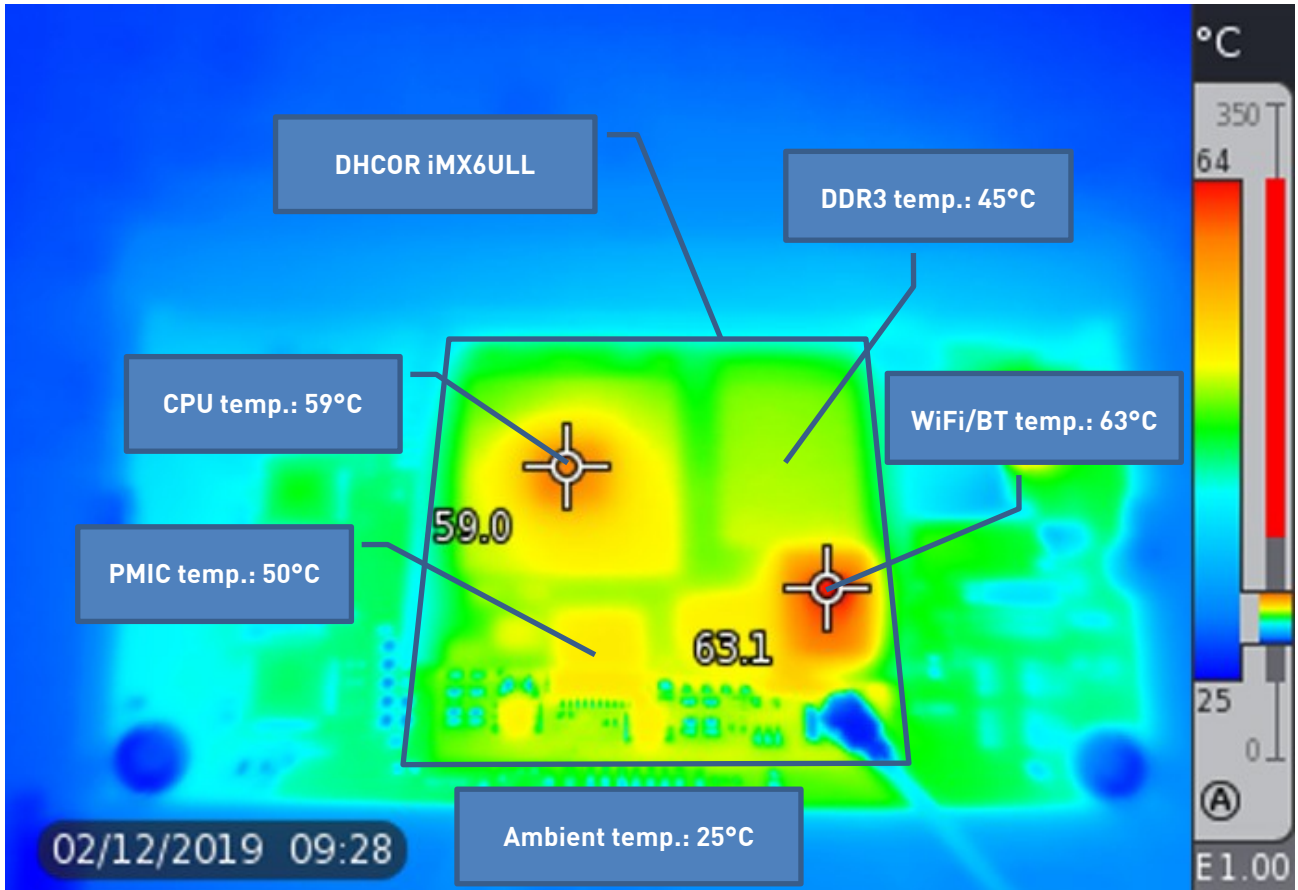 °C
350
64
DHCOR iMX6ULL
DDR3 temp.: 45°C
CPU temp.: 59°C
WiFi/BT temp.: 63°C
59.0
PMIC temp.: 50°C
63.1
25
0
A
Ambient temp.: 25°C
02/12/2019 09:28
E 1.00